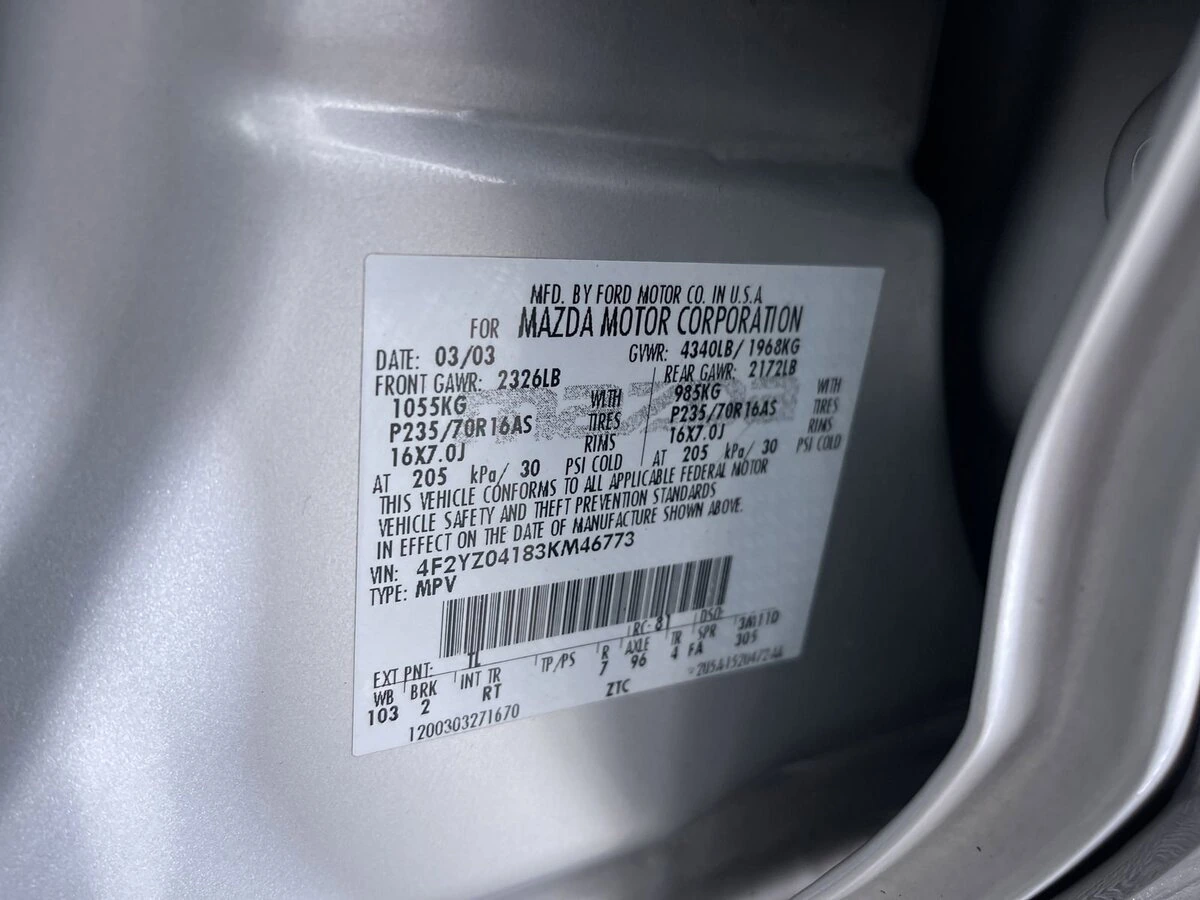 MFD. BY FORD MOTOR CO. IN U.S.A
FOR MAZDA MOTOR CORPORATION
DATE: 03/03 GVWR: 4340LB/ 1968KG
FRONT GAWR: 2326LB REAR GAWR: 2172LB
1055KG WITH 985KG WITH
P235/70R16AS TIRES P235/70R16AS TIRES
16X7.0J RIMS 16X7.0J RIMS
AT 205 kPa/ 30 PSI COLD AT 205 kPa/ 30 PSI COLD
THIS VEHICLE CONFORMS TO ALL APPLICABLE FEDERAL MOTOR
VEHICLE SAFETY AND THEFT PREVENTION STANDARDS
IN EFFECT ON THE DATE OF MANUFACTURE SHOWN ABOVE.
VIN: 4F2YZ04183KM46773
TYPE: MPV
EXT PNT: RC: 81 DSO:
WB BRK INT TR TP/PS R AXLE TR SPR
103 2 RT 7 96 4 FA 305
1200303271670 ZTC